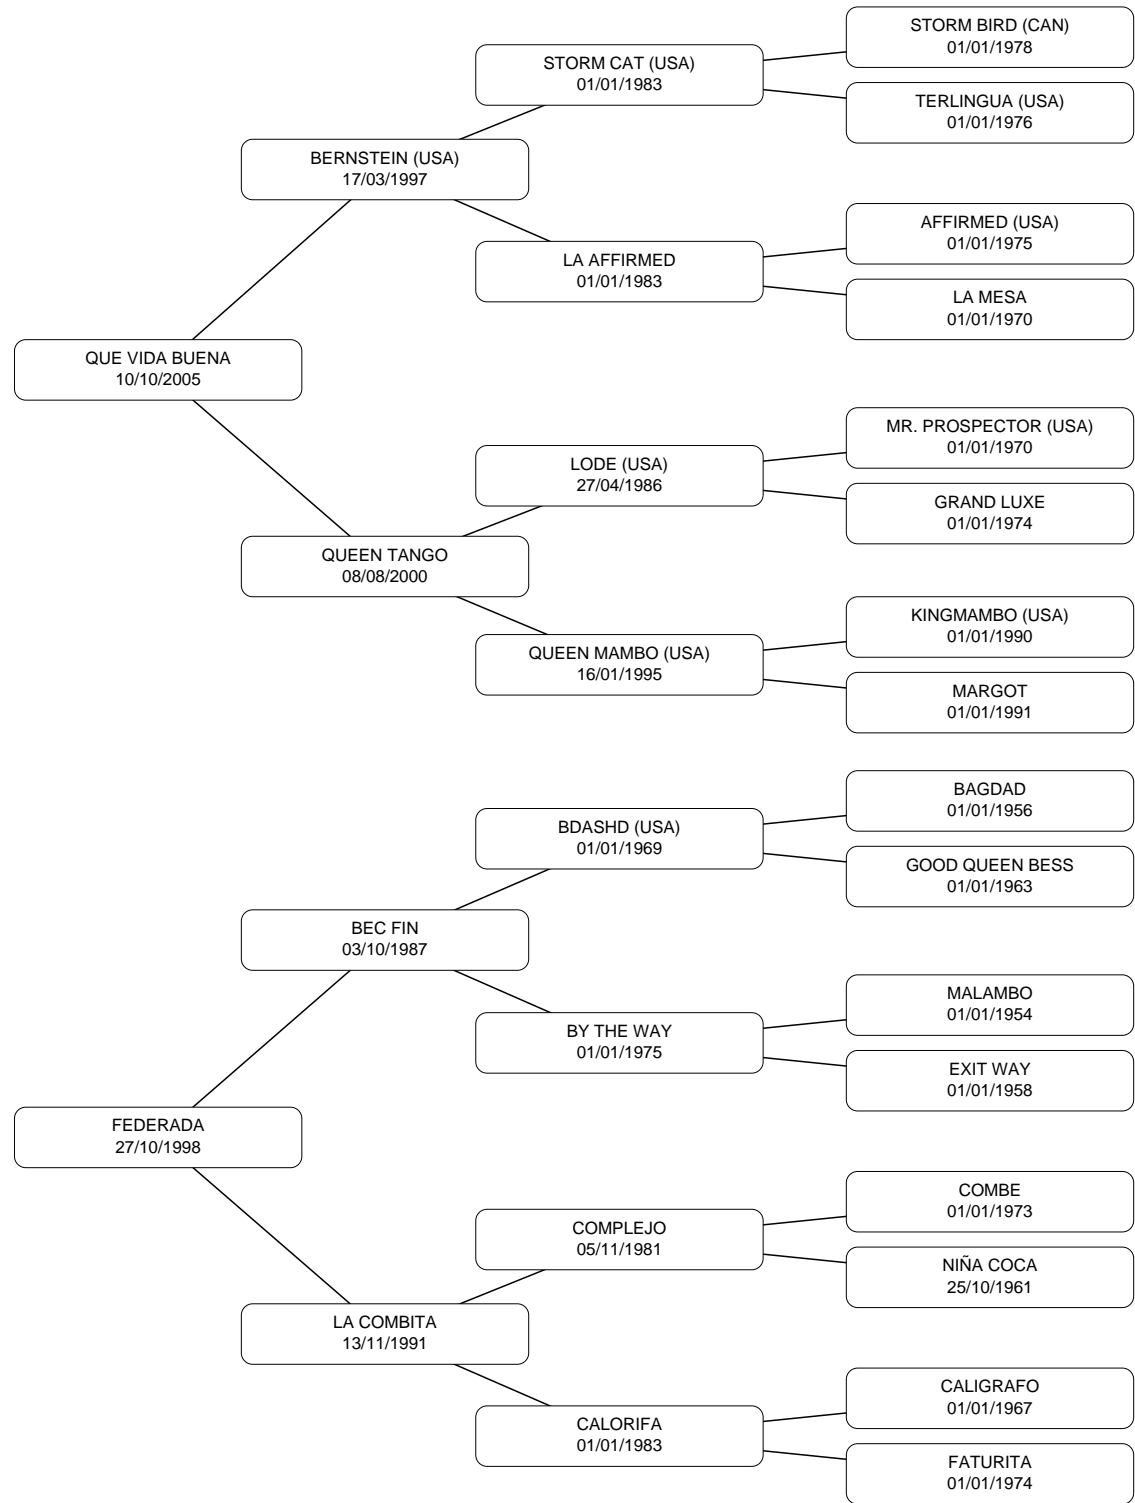 STORM BIRD (CAN)
01/01/1978
STORM CAT (USA)
01/01/1983
TERLINGUA (USA)
01/01/1976
BERNSTEIN (USA)
17/03/1997
AFFIRMED (USA)
01/01/1975
LA AFFIRMED
01/01/1983
LA MESA
01/01/1970
QUE VIDA BUENA
10/10/2005
MR. PROSPECTOR (USA)
01/01/1970
LODE (USA)
27/04/1986
GRAND LUXE
01/01/1974
QUEEN TANGO
08/08/2000
KINGMAMBO (USA)
01/01/1990
QUEEN MAMBO (USA)
16/01/1995
MARGOT
01/01/1991
BAGDAD
01/01/1956
BDASHD (USA)
01/01/1969
GOOD QUEEN BESS
01/01/1963
BEC FIN
03/10/1987
MALAMBO
01/01/1954
BY THE WAY
01/01/1975
EXIT WAY
01/01/1958
FEDERADA
27/10/1998
COMBE
01/01/1973
COMPLEJO
05/11/1981
NIÑA COCA
25/10/1961
LA COMBITA
13/11/1991
CALIGRAFO
01/01/1967
CALORIFA
01/01/1983
FATURITA
01/01/1974